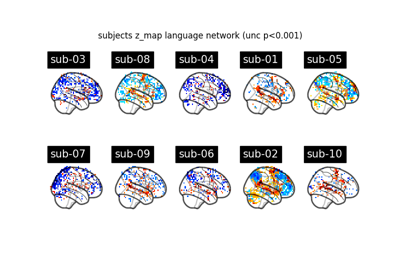 subjects z_map language network (unc p<0.001)
sub-03 sub-08 sub-04 sub-01 sub-05
sub-07 sub-09 sub-06 sub-02 sub-10